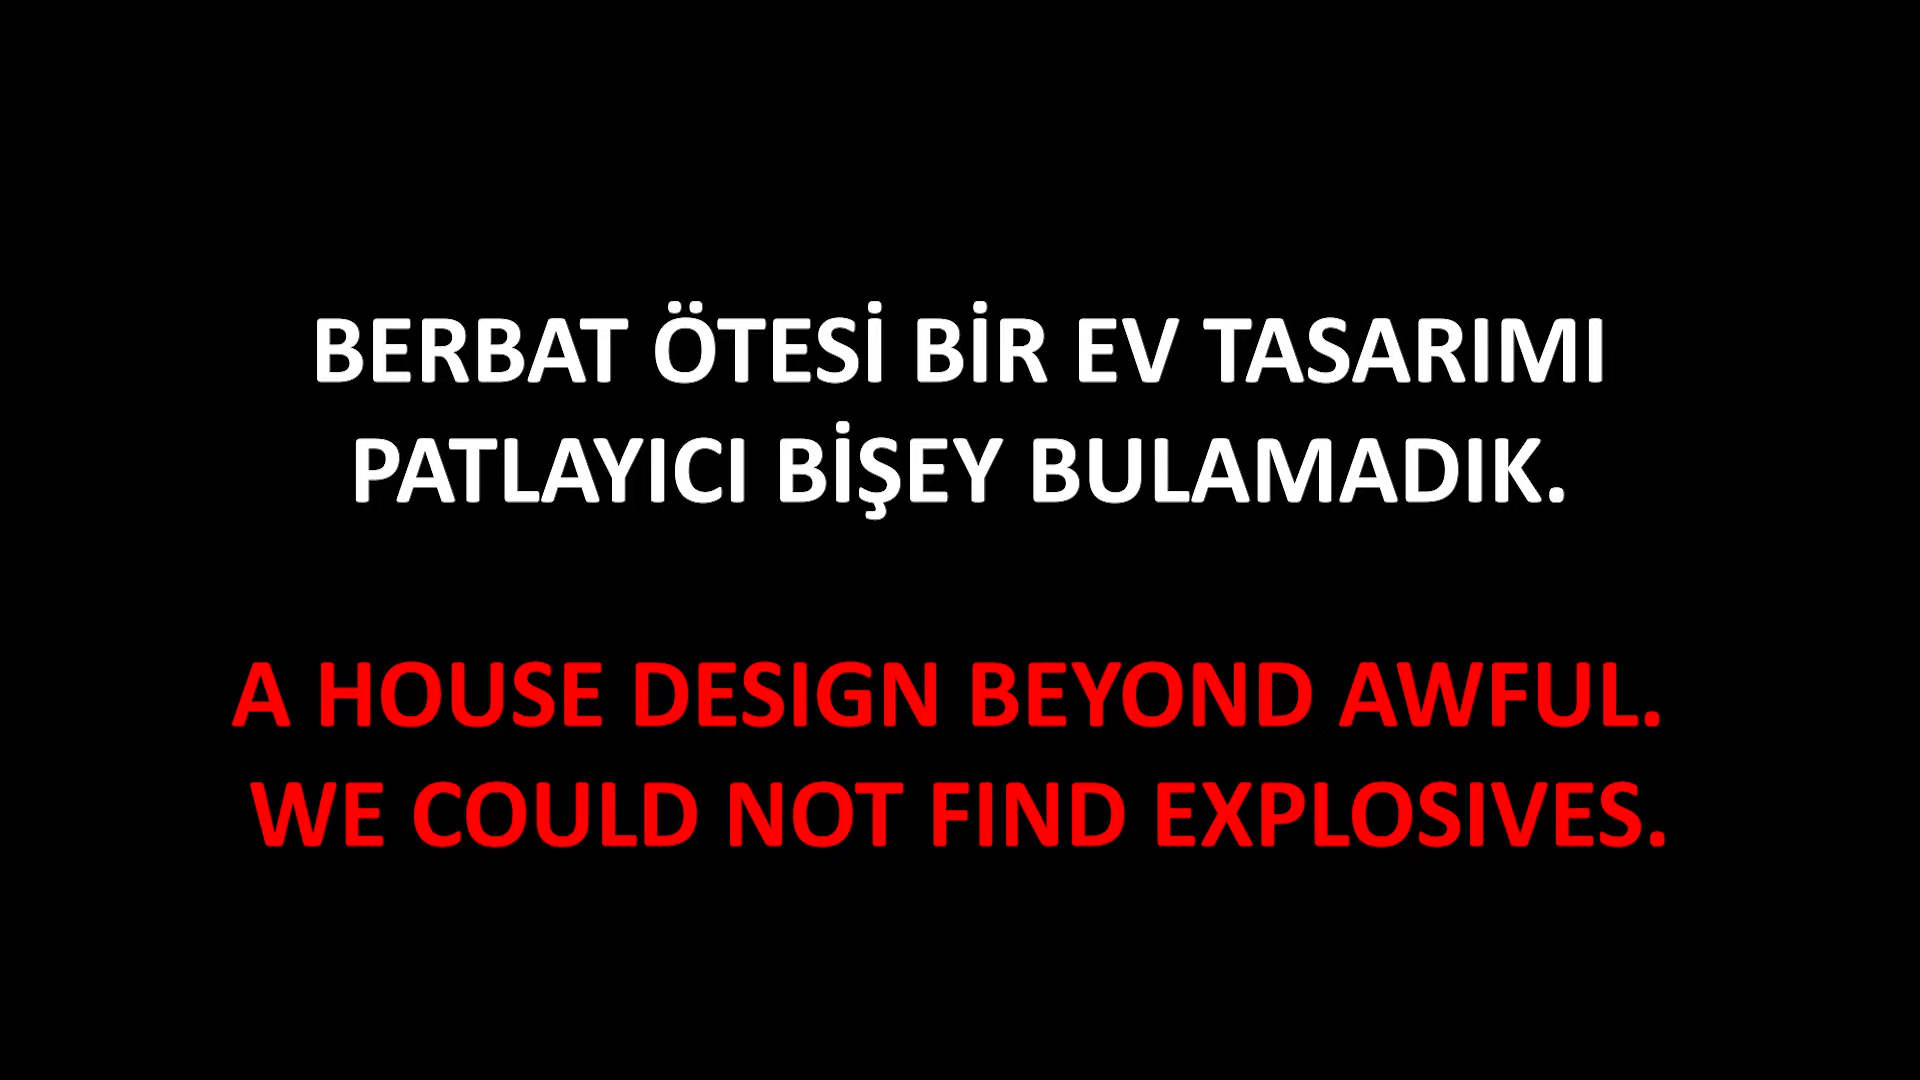 BERBAT ÖTESİ BİR EV TASARIMI
PATLAYICI BİŞEY BULAMADIK.
A HOUSE DESIGN BEYOND AWFUL.
WE COULD NOT FIND EXPLOSIVES.